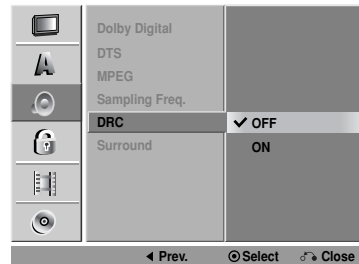 Dolby Digital
DTS
MPEG
Sampling Freq.
DRC
OFF
Surround
ON
Prev. Select Close